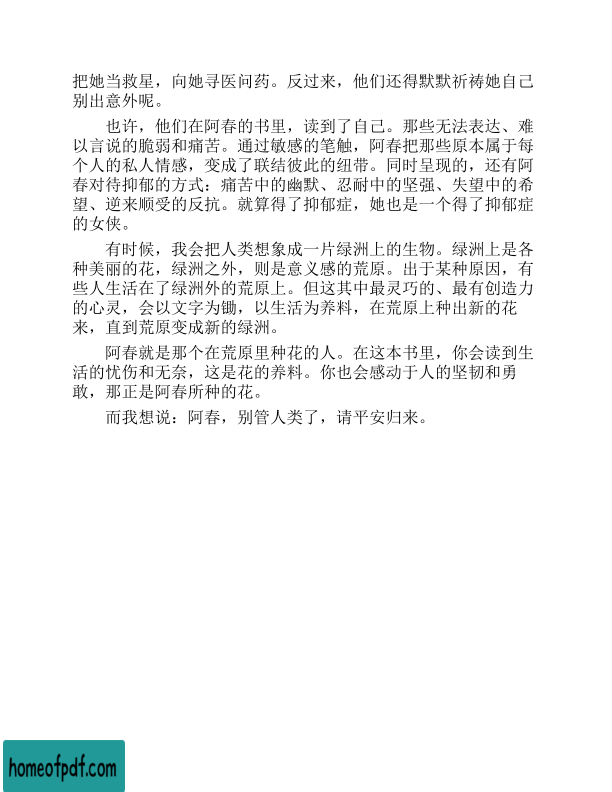 把她当救星，向她寻医问药。反过来，他们还得默默祈祷她自己
别出意外呢。
也许，他们在阿春的书里，读到了自己。那些无法表达、难
以言说的脆弱和痛苦。通过敏感的笔触，阿春把那些原本属于每
个人的私人情感，变成了联结彼此的纽带。同时呈现的，还有阿
春对待抑郁的方式：痛苦中的幽默、忍耐中的坚强、失望中的希
望、逆来顺受的反抗。就算得了抑郁症，她也是一个得了抑郁症
的女侠。
有时候，我会把人类想象成一片绿洲上的生物。绿洲上是各
种美丽的花，绿洲之外，则是意义感的荒原。出于某种原因，有
些人生活在了绿洲外的荒原上。但这其中最灵巧的、最有创造力
的心灵，会以文字为锄，以生活为养料，在荒原上种出新的花
来，直到荒原变成新的绿洲。
阿春就是那个在荒原里种花的人。在这本书里，你会读到生
活的忧伤和无奈，这是花的养料。你也会感动于人的坚韧和勇
敢，那正是阿春所种的花。
而我想说：阿春，别管人类了，请平安归来。
homeofpdf.com